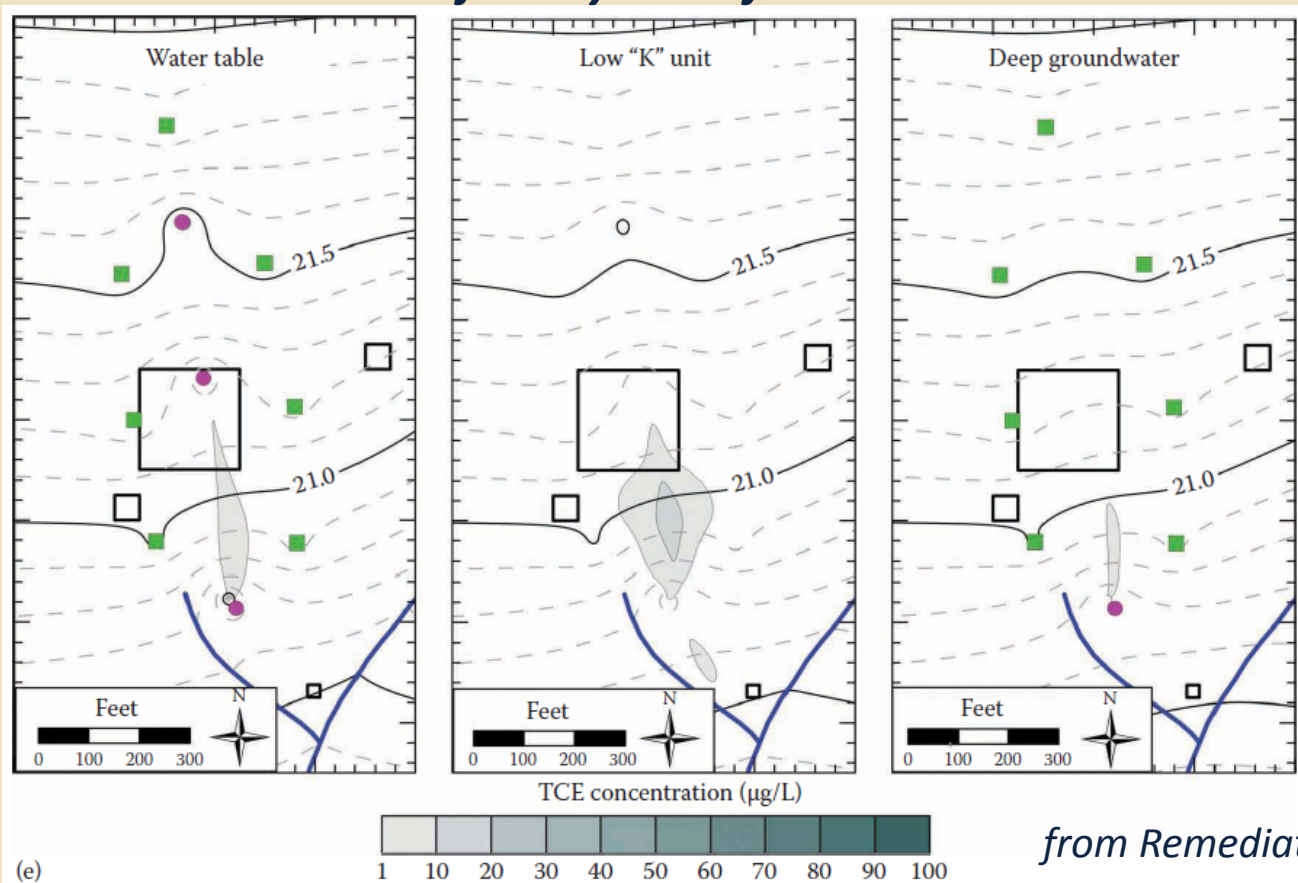 Water table
21.5
21.0
Feet
N
0 100 200 300
Low “K” unit
21.5
21.0
Feet
N
0 100 200 300
Deep groundwater
21.5
21.0
Feet
N
0 100 200 300
TCE concentration (µg/L)
1 10 20 30 40 50 60 70 80 90 100
(e)
from Remediat